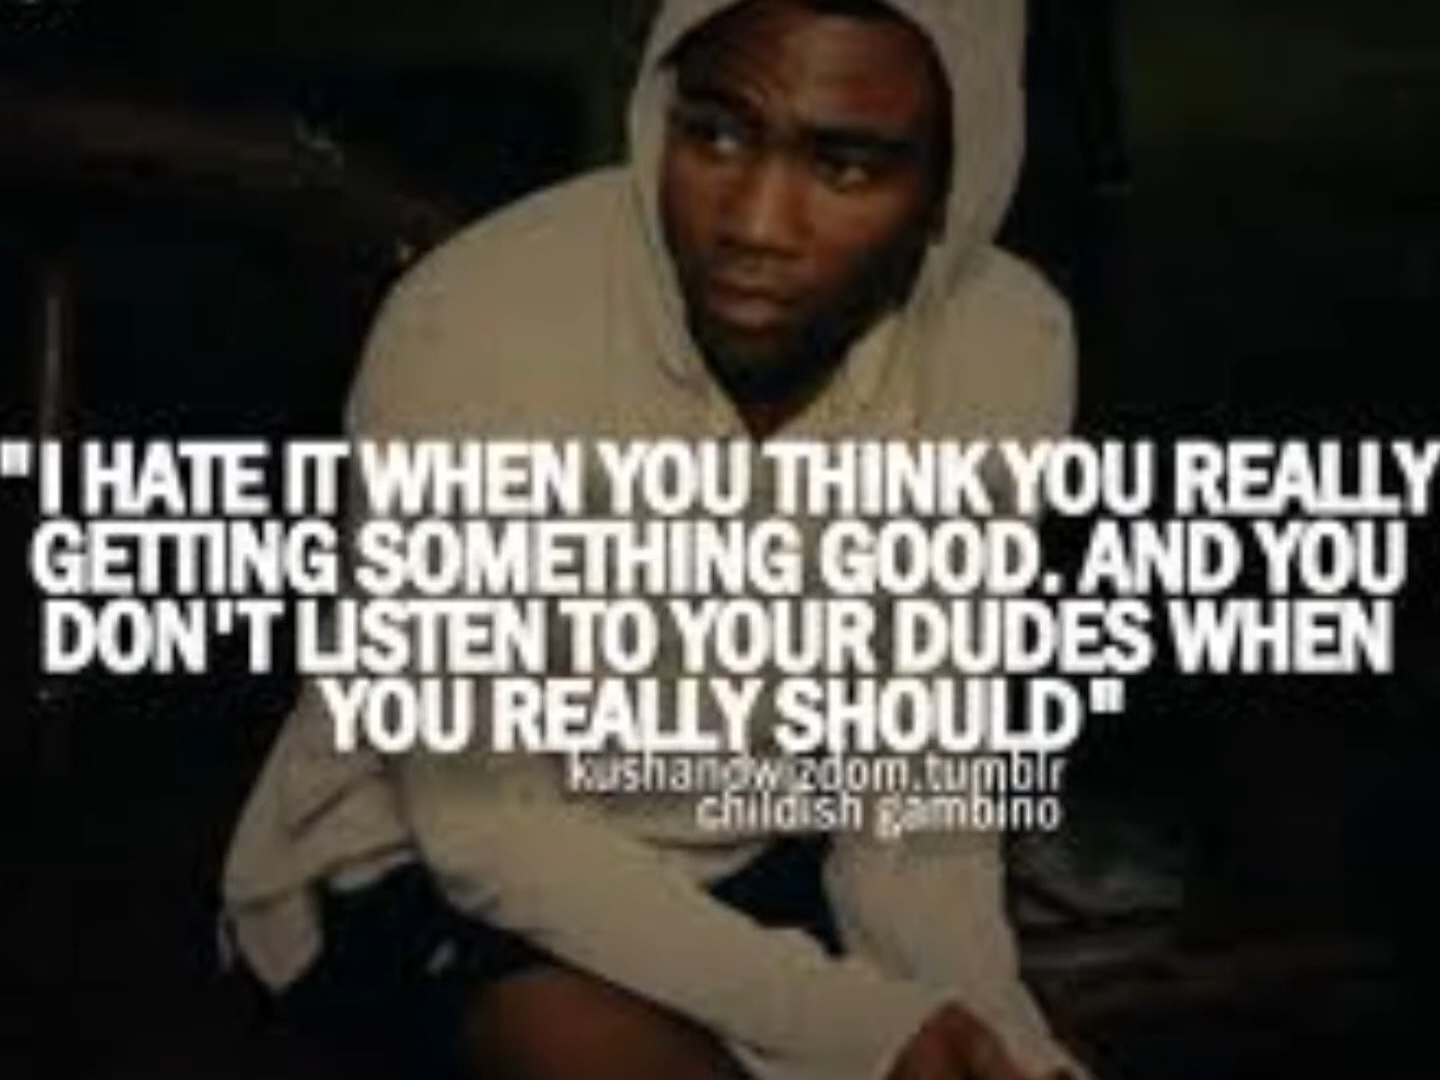 "I HATE IT WHEN YOU THINK YOU REALLY
GETTING SOMETHING GOOD. AND YOU
DON'T LISTEN TO YOUR DUDES WHEN
YOU REALLY SHOULD"
kushandwizdom.tumblr
childish gambino